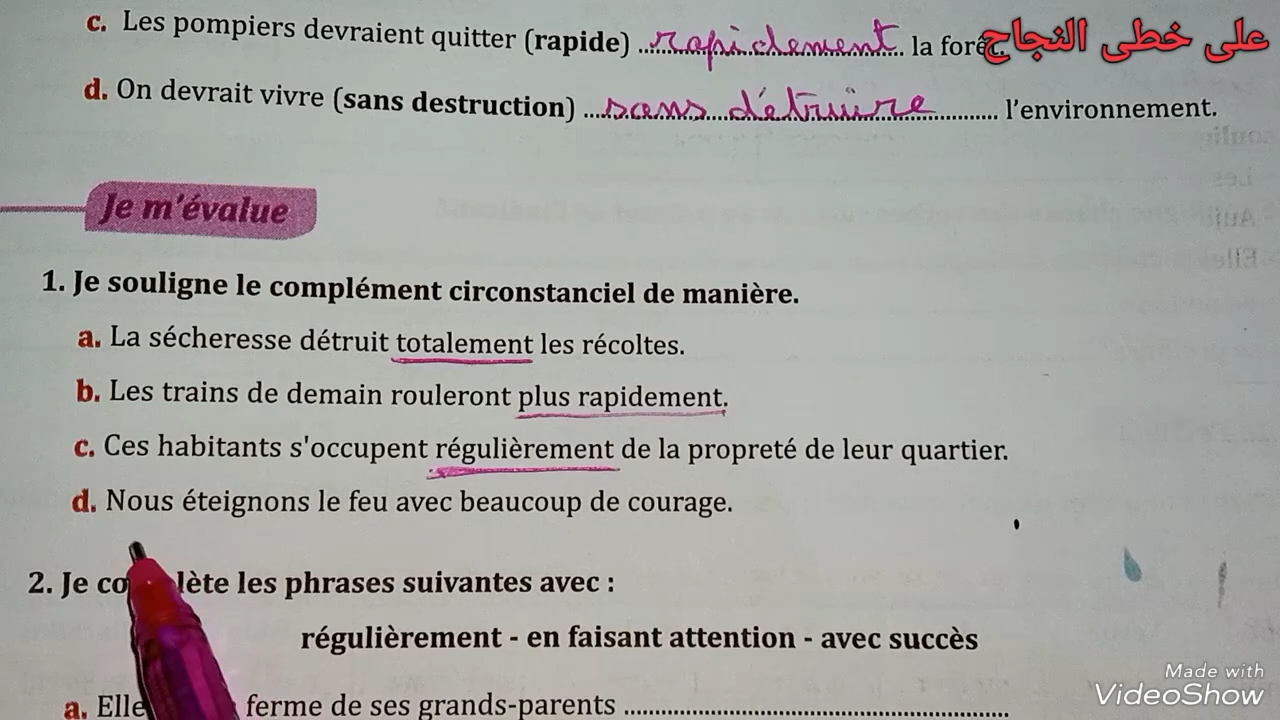 على خطى النجاح
c. Les pompiers devraient quitter (rapide) ...rapidement... la forêt.
d. On devrait vivre (sans destruction) ...sans détruire... l'environnement.
Je m'évalue
1. Je souligne le complément circonstanciel de manière.
a. La sécheresse détruit totalement les récoltes.
b. Les trains de demain rouleront plus rapidement.
c. Ces habitants s'occupent régulièrement de la propreté de leur quartier.
d. Nous éteignons le feu avec beaucoup de courage.
2. Je lète les phrases suivantes avec :
régulièrement - en faisant attention - avec succès
a. Elle ferme de ses grands-parents ...
Made with
VideoShow